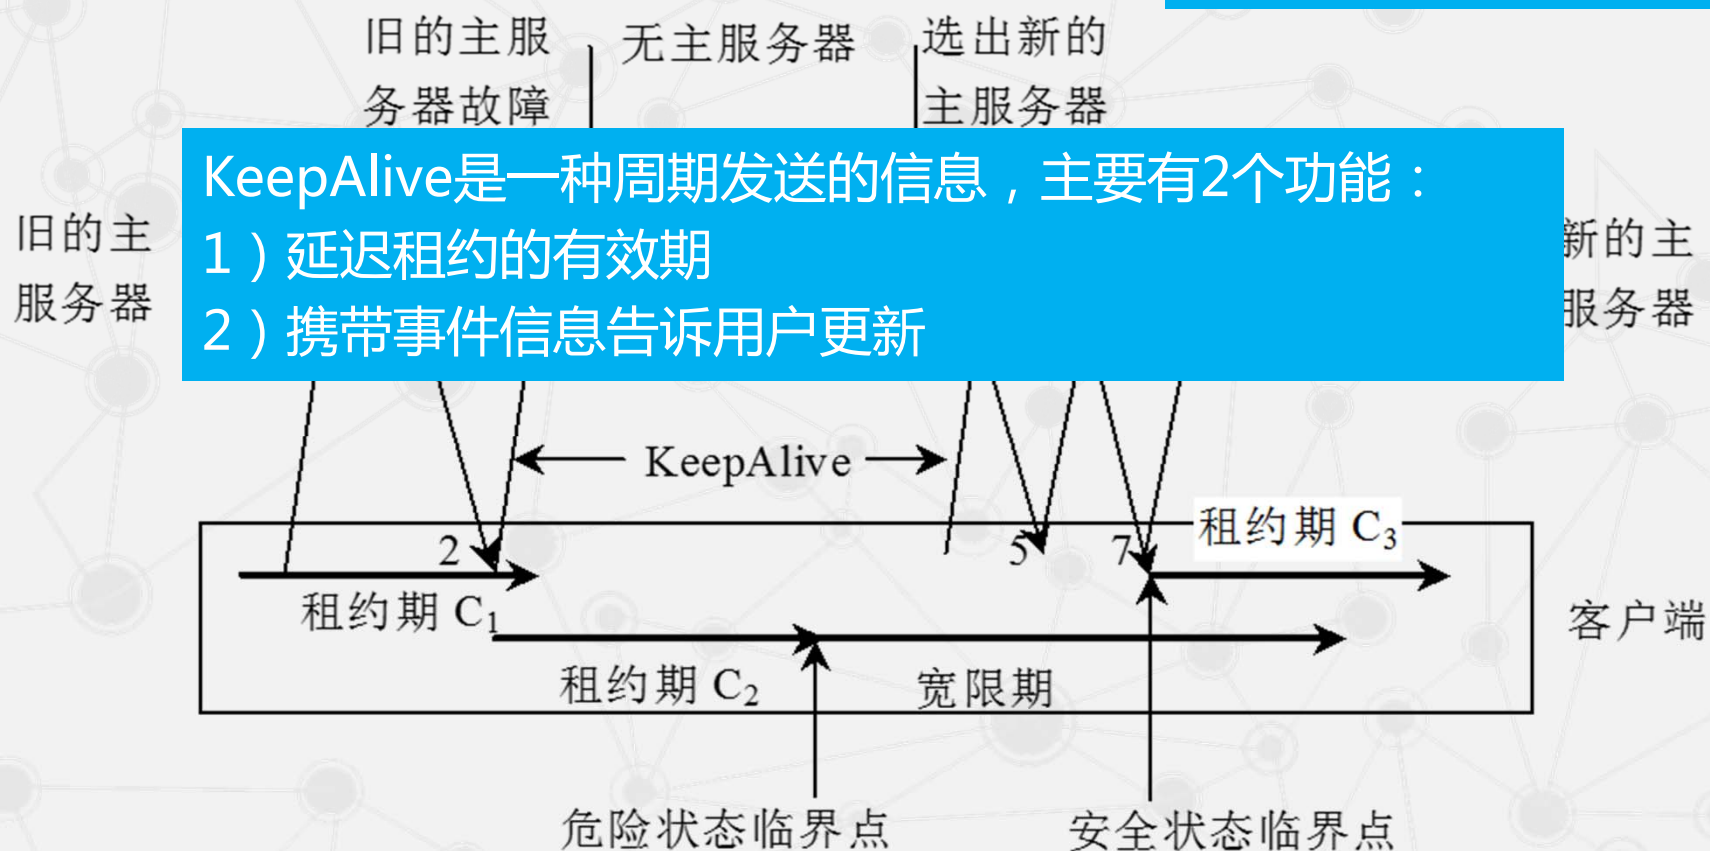 旧的主服
务器故障
无主服务器
选出新的
主服务器
KeepAlive是一种周期发送的信息，主要有2个功能：
1）延迟租约的有效期
2）携带事件信息告诉用户更新
旧的主
服务器
新的主
服务器
KeepAlive
2
5
7
租约期 C₃
租约期 C₁
租约期 C₂
宽限期
客户端
危险状态临界点
安全状态临界点